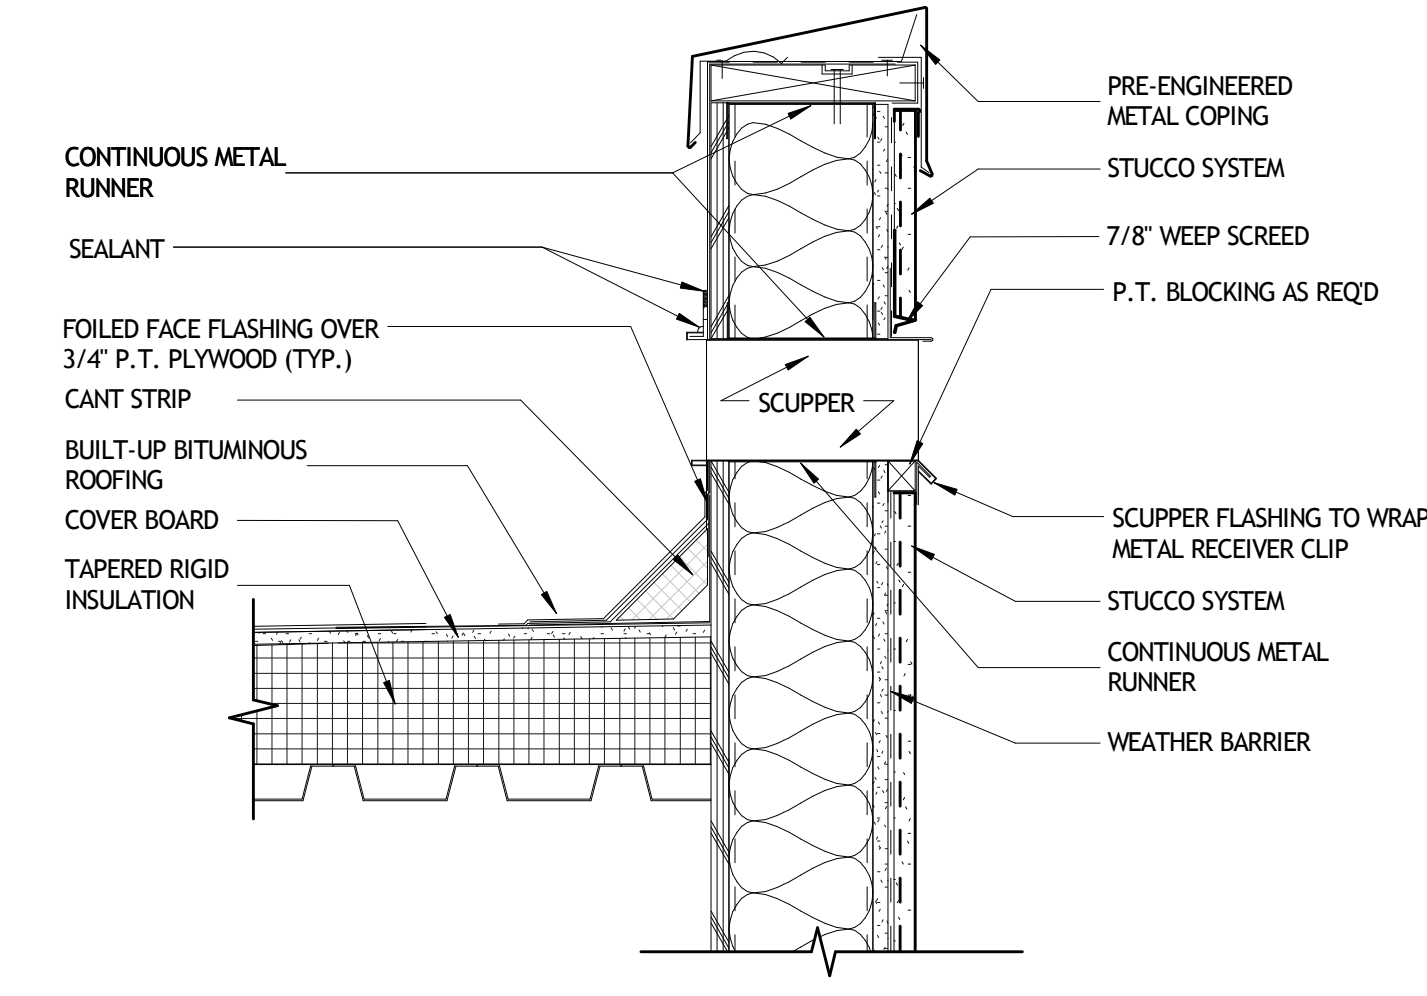 CONTINUOUS METAL
RUNNER
SEALANT
FOILED FACE FLASHING OVER
3/4" P.T. PLYWOOD (TYP.)
CANT STRIP
BUILT-UP BITUMINOUS
ROOFING
COVER BOARD
TAPERED RIGID
INSULATION
SCUPPER
PRE-ENGINEERED
METAL COPING
STUCCO SYSTEM
7/8" WEEP SCREED
P.T. BLOCKING AS REQ'D
SCUPPER FLASHING TO WRAP
METAL RECEIVER CLIP
STUCCO SYSTEM
CONTINUOUS METAL
RUNNER
WEATHER BARRIER